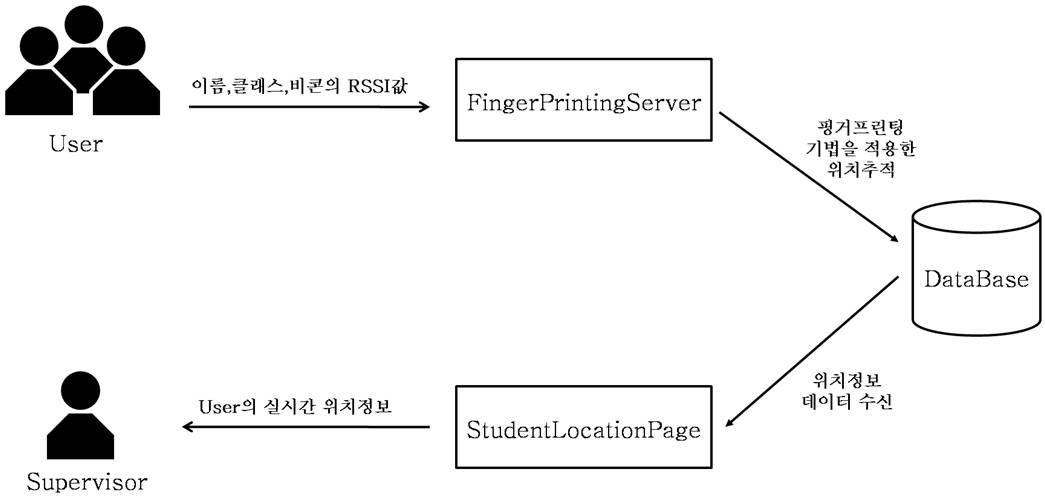 이름,클래스,비콘의 RSSI값
FingerPrintingServer
User
핑거프린팅
기법을 적용한
위치추적
DataBase
위치정보
데이터 수신
User의 실시간 위치정보
StudentLocationPage
Supervisor